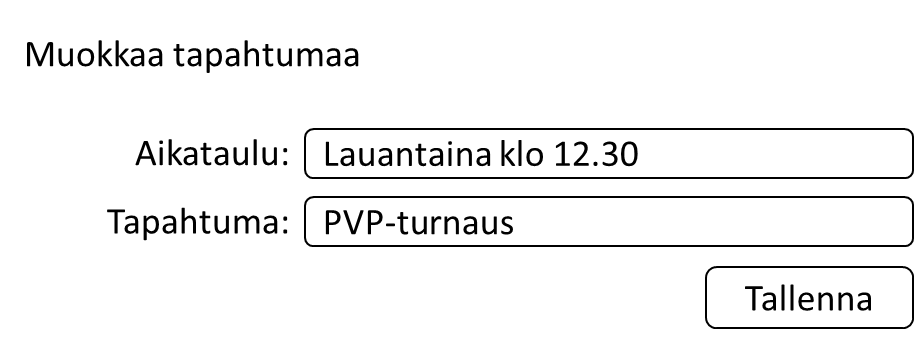 Muokkaa tapahtumaa
Aikataulu: Lauantaina klo 12.30
Tapahtuma: PVP-turnaus
Tallenna